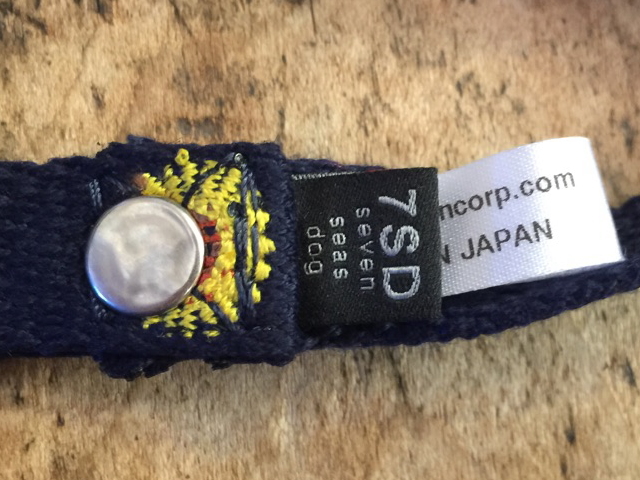 7SD
seven
seas
dog
ncorp.com
N JAPAN